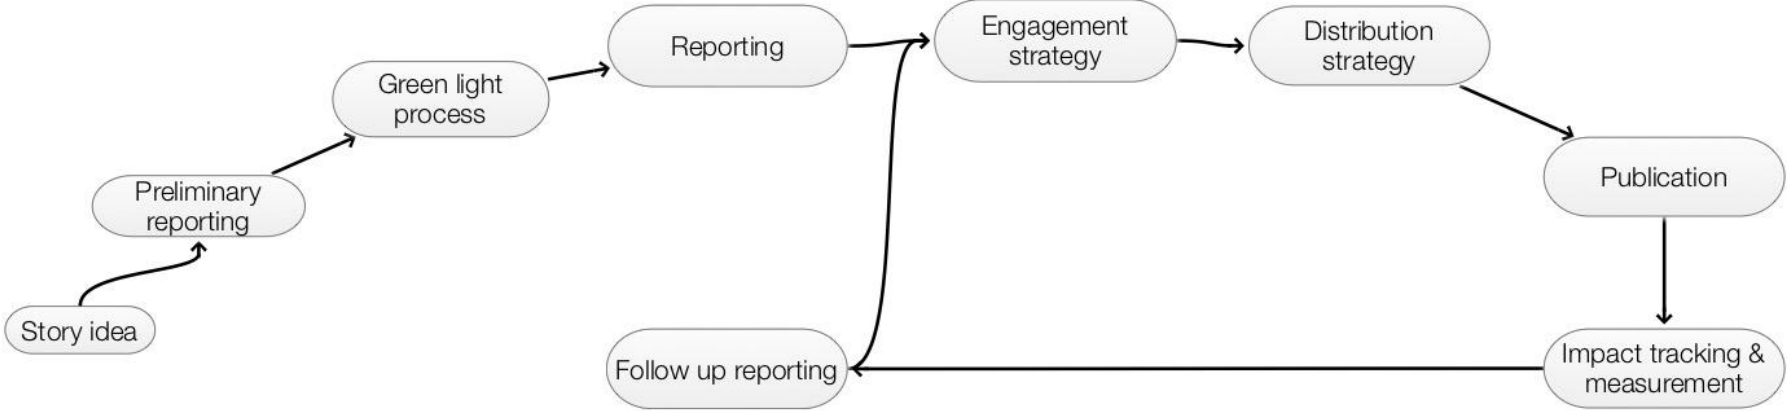 Story idea
Preliminary
reporting
Green light
process
Reporting
Engagement
strategy
Distribution
strategy
Publication
Impact tracking &
measurement
Follow up reporting